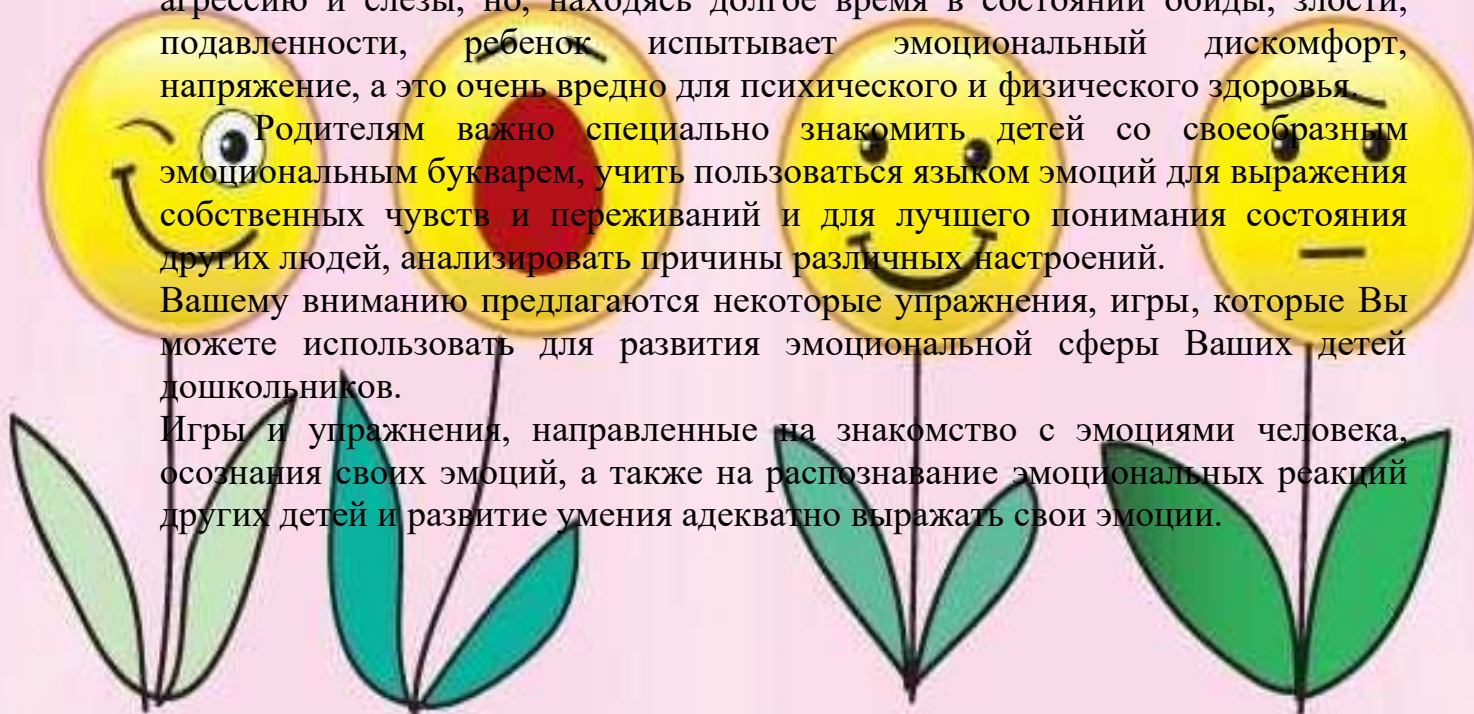 агрессию и слезы, но, находясь долгое время в состоянии обиды, злости,
подавленности, ребенок испытывает эмоциональный дискомфорт,
напряжение, а это очень вредно для психического и физического здоровья.
Родителям важно специально знакомить детей со своеобразным
эмоциональным букварем, учить пользоваться языком эмоций для выражения
собственных чувств и переживаний и для лучшего понимания состояния
других людей, анализировать причины различных настроений.
Вашему вниманию предлагаются некоторые упражнения, игры, которые Вы
можете использовать для развития эмоциональной сферы Ваших детей
дошкольников.
Игры и упражнения, направленные на знакомство с эмоциями человека,
осознания своих эмоций, а также на распознавание эмоциональных реакций
других детей и развитие умения адекватно выражать свои эмоции.